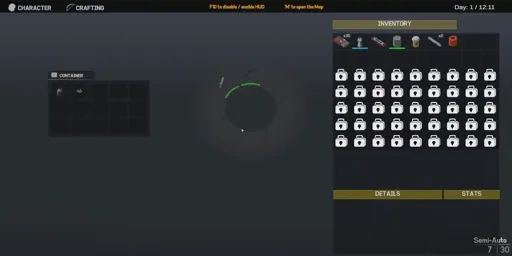 CHARACTER
CRAFTING
F10 to disable / enable HUD
'M' to open the Map
Day: 1 / 12:11
INVENTORY
CONTAINER
DETAILS
STATS
Semi-Auto
7 | 30